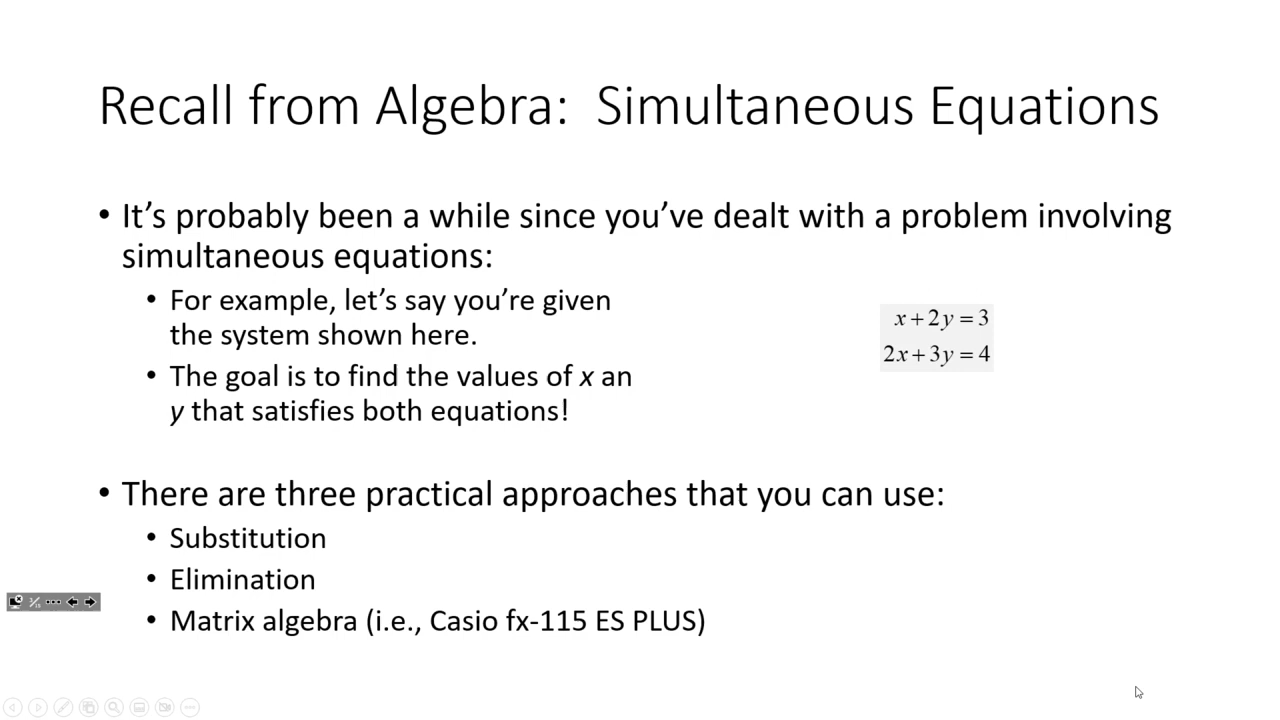 Recall from Algebra: Simultaneous Equations
• It’s probably been a while since you’ve dealt with a problem involving
simultaneous equations:
• For example, let’s say you’re given
the system shown here.
• The goal is to find the values of x an
y that satisfies both equations!
x + 2y = 3
2x + 3y = 4
• There are three practical approaches that you can use:
• Substitution
• Elimination
• Matrix algebra (i.e., Casio fx-115 ES PLUS)